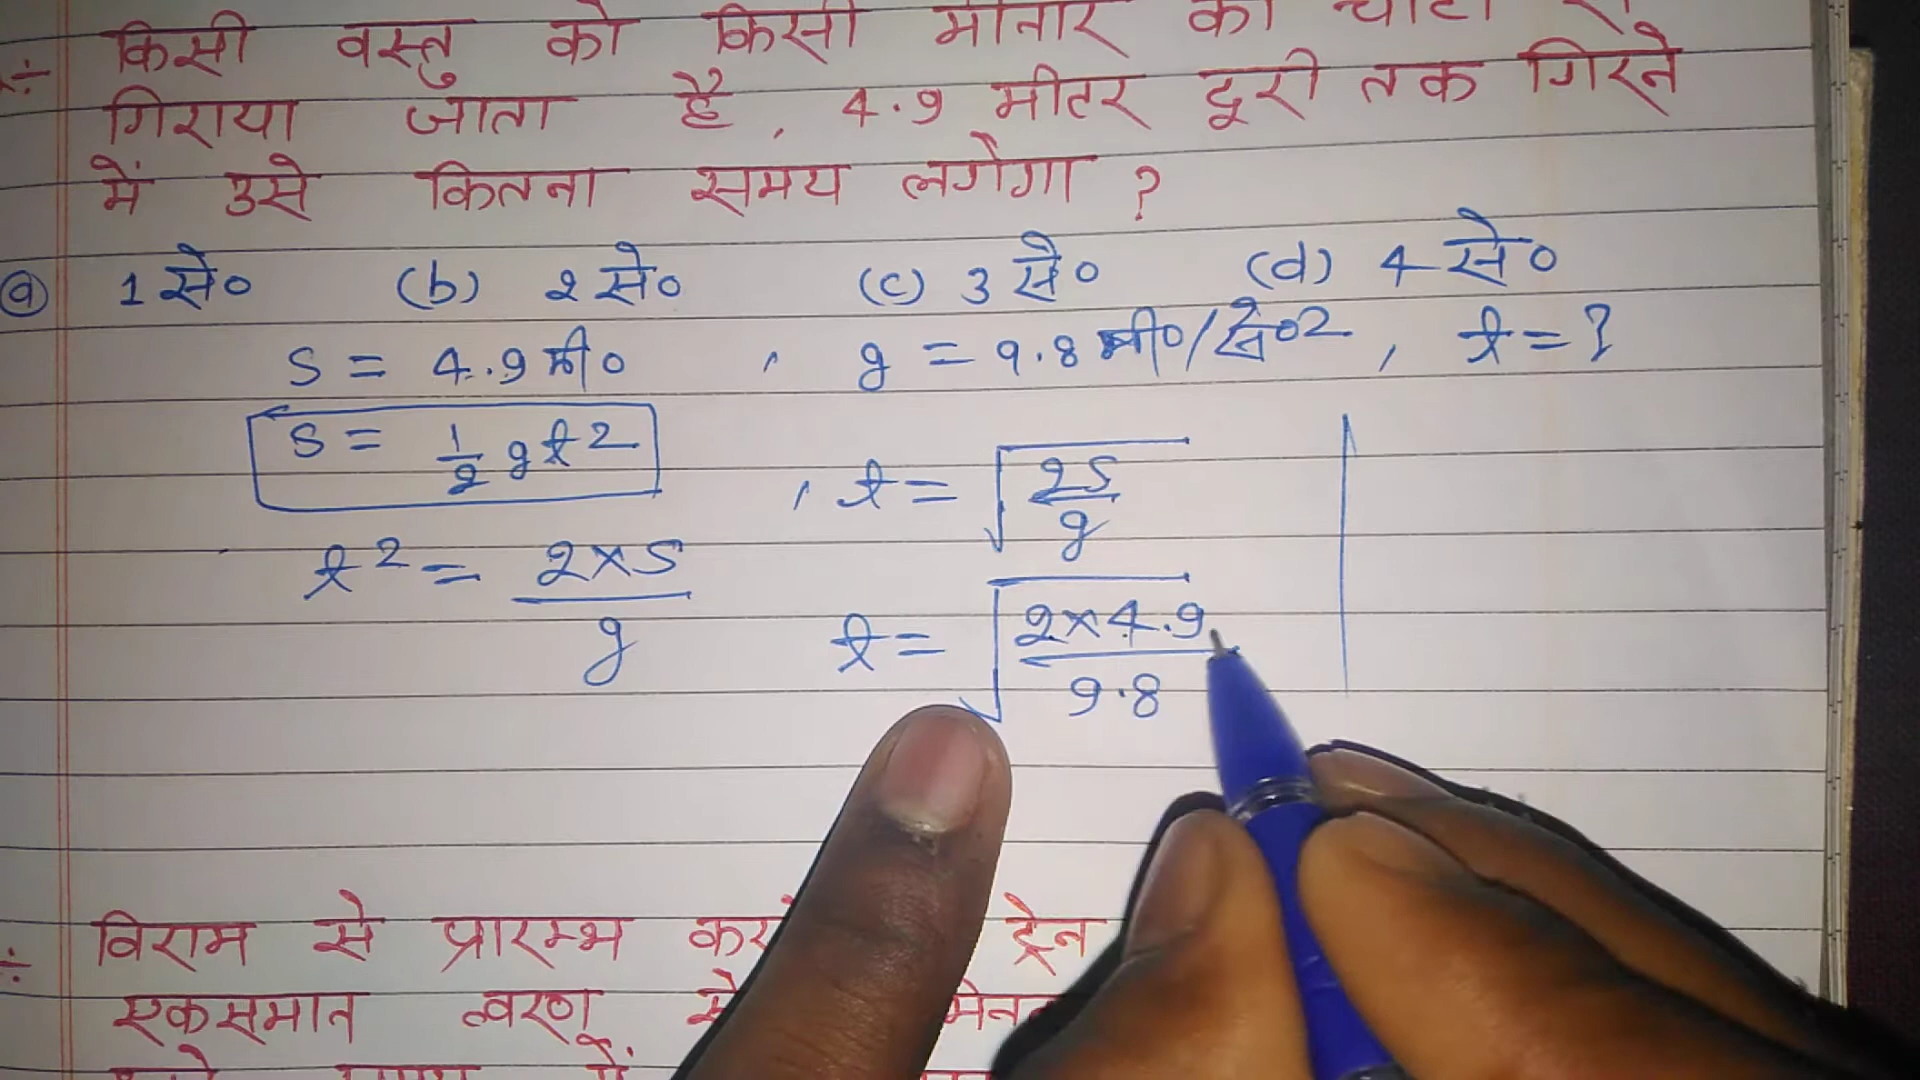 किसी वस्तु को किसी मीनार की चोटी से
गिराया जाता है, 4.9 मीटर दूरी तक गिरने
में उसे कितना समय लगेगा ?
(a) 1 से० (b) 2 से० (c) 3 से० (d) 4 से०
S = 4.9 मी० , g = 9.8 मी०/से०2 , t = ?
S = 1/2 gt2
, t = √(2S/g)
t2 = 2×S/g
t = √(2×4.9/9.8)
विराम से प्रारम्भ ट्रेन
एकसमान त्वरण से